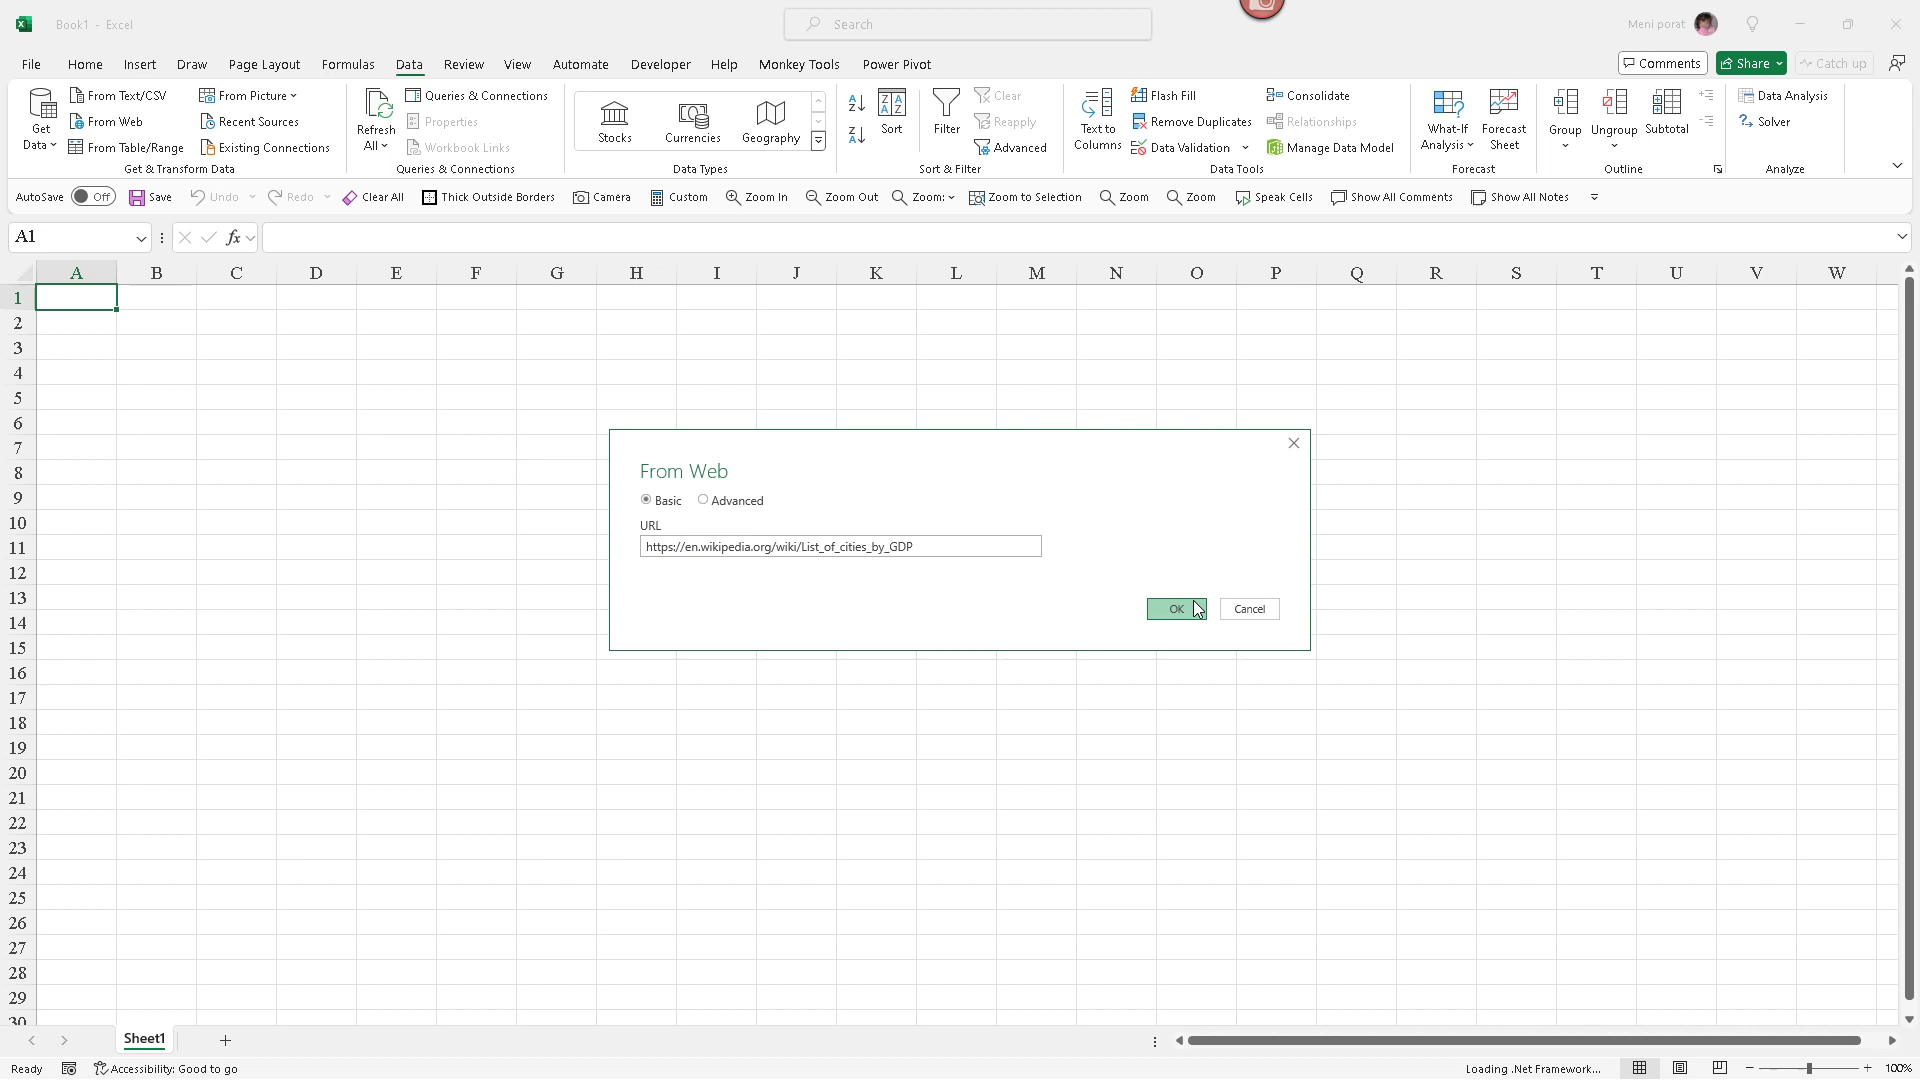 Book1 - Excel
Search
Meni porat
File Home Insert Draw Page Layout Formulas Data Review View Automate Developer Help Monkey Tools Power Pivot
Comments Share Catch up
Get Data
From Text/CSV
From Web
From Table/Range
From Picture
Recent Sources
Existing Connections
Get & Transform Data
Refresh All
Queries & Connections
Properties
Workbook Links
Queries & Connections
Stocks
Currencies
Geography
Data Types
Sort
Filter
Clear
Reapply
Advanced
Sort & Filter
Text to Columns
Flash Fill
Remove Duplicates
Data Validation
Consolidate
Relationships
Manage Data Model
Data Tools
What-If Analysis
Forecast Sheet
Forecast
Group
Ungroup
Subtotal
Outline
Data Analysis
Solver
Analyze
AutoSave Off Save Undo Redo Clear All Thick Outside Borders Camera Custom Zoom In Zoom Out Zoom: Zoom to Selection Zoom Zoom Speak Cells Show All Comments Show All Notes
A1 fx
A B C D E F G H I J K L M N O P Q R S T U V W
1
2
3
4
5
6
7
8
9
10
11
12
13
14
15
16
17
18
19
20
21
22
23
24
25
26
27
28
29
30
From Web
Basic Advanced
URL
https://en.wikipedia.org/wiki/List_of_cities_by_GDP
OK Cancel
Sheet1
Ready Accessibility: Good to go Loading .Net Framework... 100%